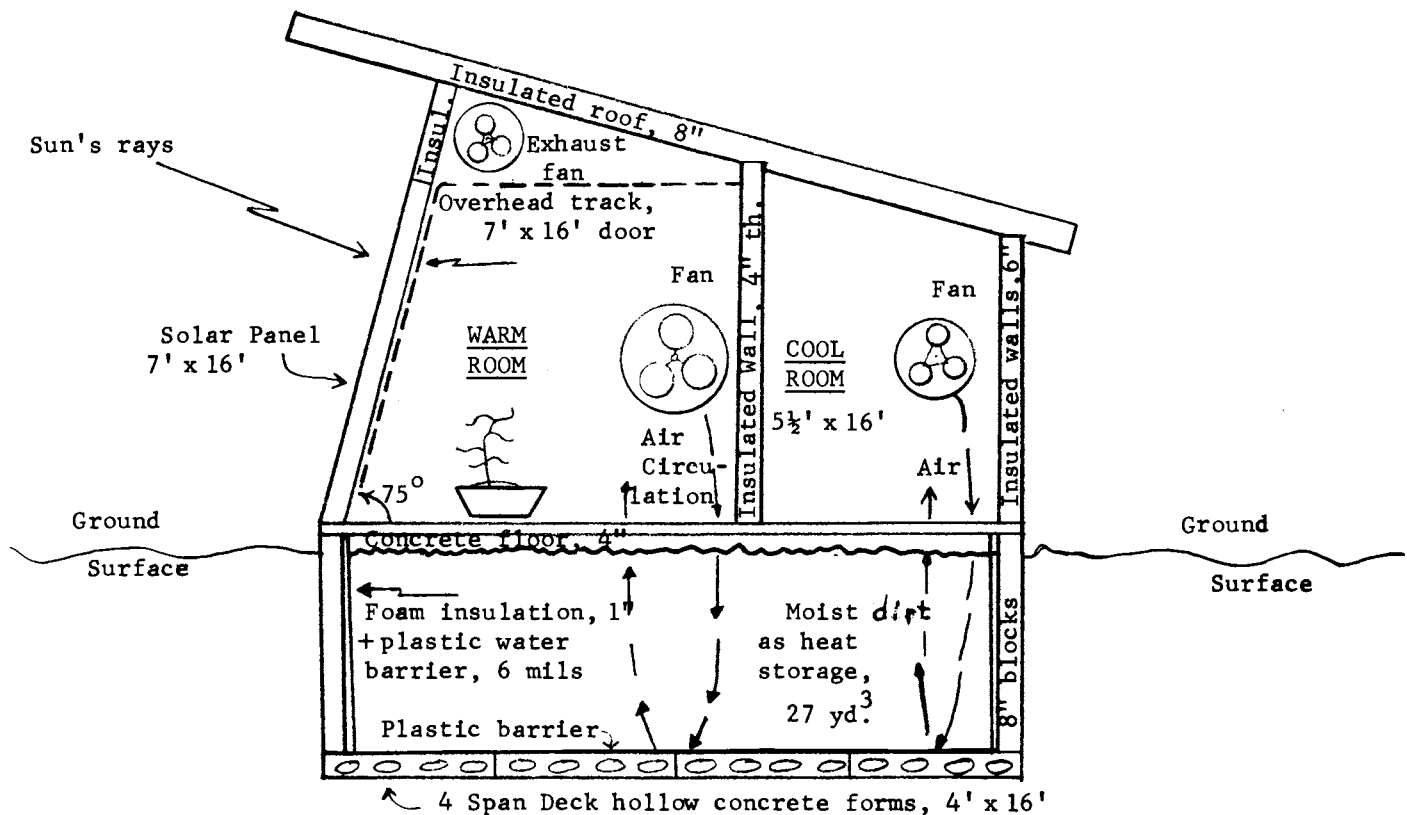 Insulated roof, 8"
Insul.
Sun's rays
Exhaust
fan
Overhead track,
7' x 16' door
Fan
Fan
Solar Panel
7' x 16'
WARM
ROOM
Insulated Wall, 4" th.
COOL
ROOM
5½' x 16'
Insulated walls, 6"
Air
Circu-
lation
Air
75°
Ground
Surface
Concrete floor, 4"
Ground
Surface
Foam insulation, 1"
+plastic water
barrier, 6 mils
Moist dirt
as heat
storage,
27 yd.³
8" blocks
Plastic barrier
4 Span Deck hollow concrete forms, 4' x 16'